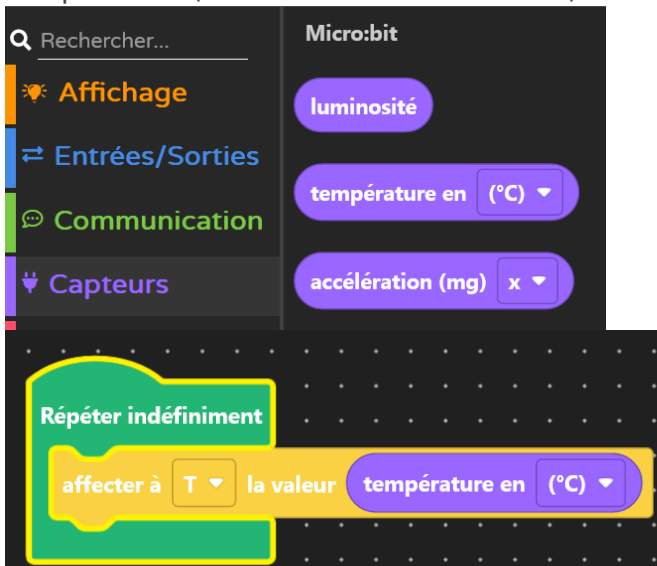 Rechercher...
Affichage
Entrées/Sorties
Communication
Capteurs
Micro:bit
luminosité
température en (°C)
accélération (mg) x
Répéter indéfiniment
affecter à T la valeur température en (°C)